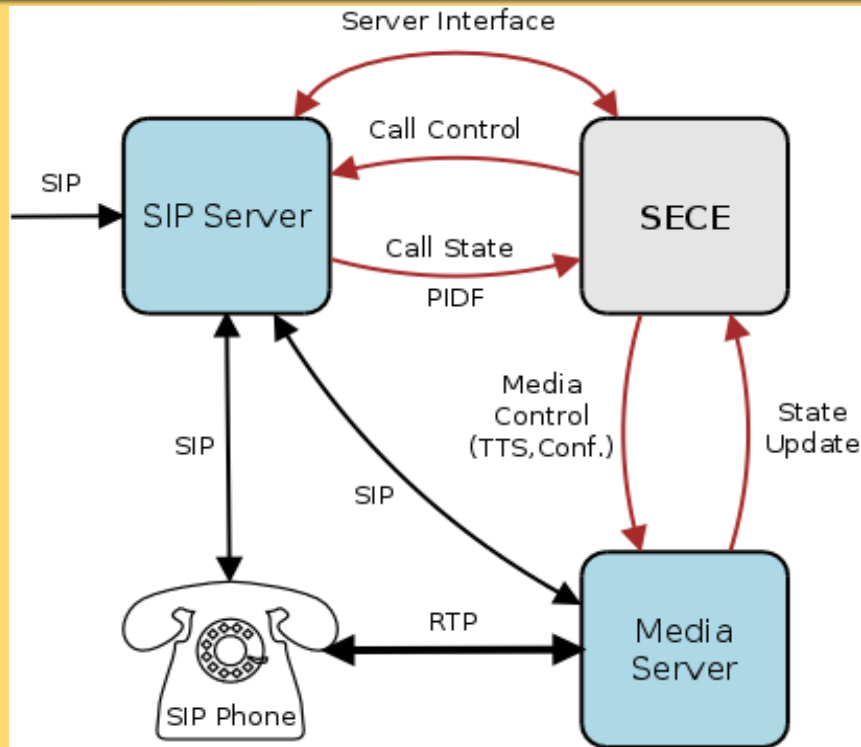 Server Interface
Call Control
SIP
SIP Server
SECE
Call State
PIDF
Media
Control
(TTS,Conf.)
State
Update
SIP
SIP
RTP
Media
Server
SIP Phone